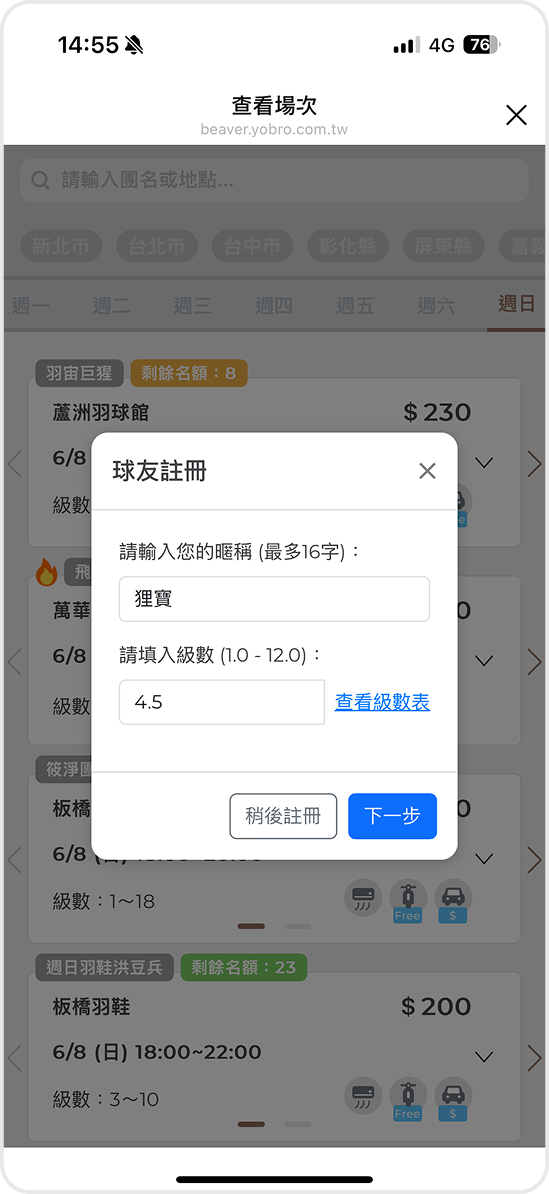 14:55
4G 76
查看場次
beaver.yobro.com.tw
請輸入團名或地點...
新北市 台北市 台中市 彰化縣 屏東縣 嘉義
週一 週二 週三 週四 週五 週六 週日
羽宙巨猩 剩餘名額：8
蘆洲羽球館 $ 230
6/8
級數
球友註冊
請輸入您的暱稱 (最多16字)：
狸寶
請填入級數 (1.0 - 12.0)：
4.5 查看級數表
稍後註冊 下一步
飛
萬華 0
6/8
級數
筱淨團
板橋 0
6/8
級數：1～18
Free $
週日羽鞋洪豆兵 剩餘名額：23
板橋羽鞋 $ 200
6/8 (日) 18:00~22:00
級數：3～10
Free $